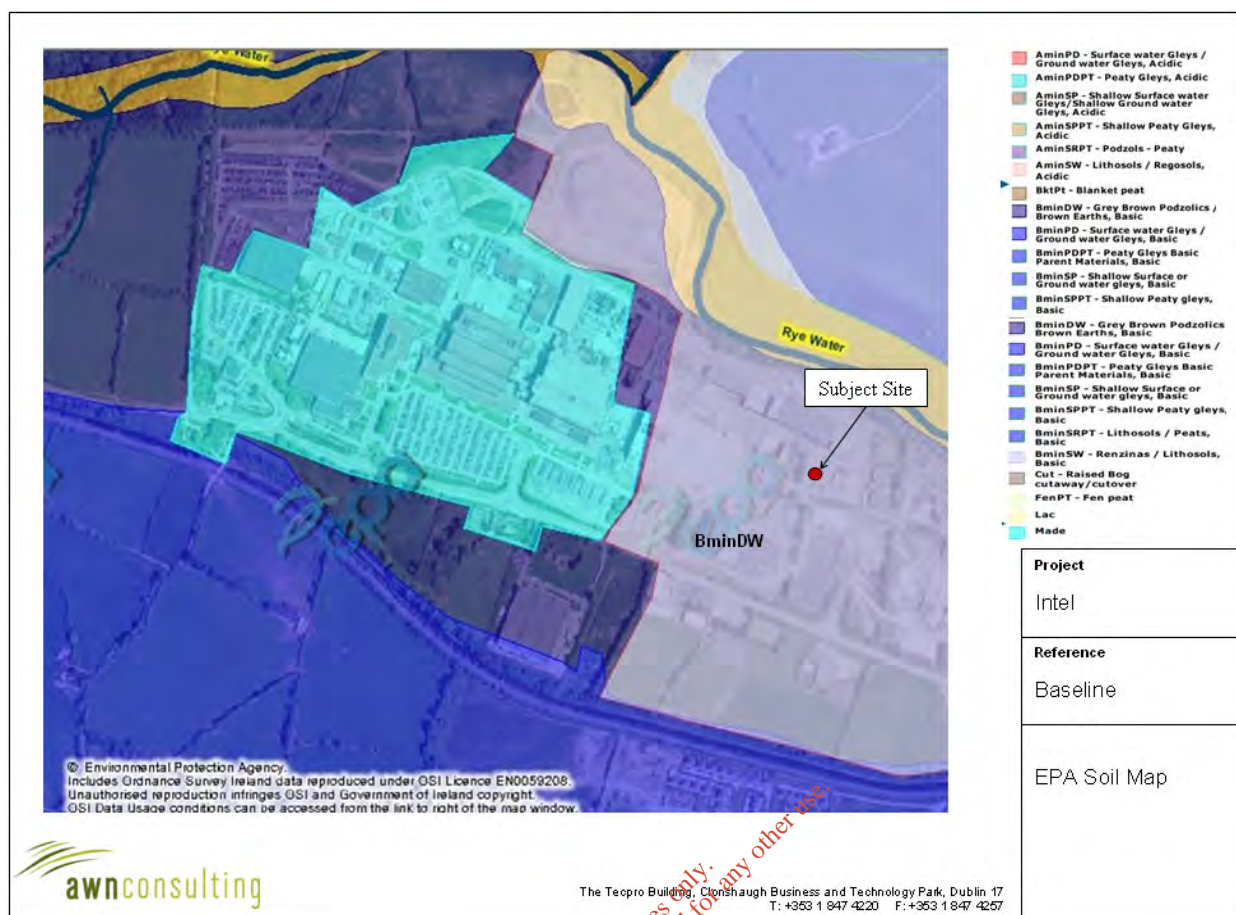 Rye Water
Subject Site
BminDW
© Environmental Protection Agency.
Includes Ordnance Survey Ireland data reproduced under OSI Licence EN0059208.
Unauthorised reproduction infringes OSI and Government of Ireland copyright.
OSI Data Usage conditions can be accessed from the link to right of the map window.
AminPD - Surface water Gleys /
Ground water Gleys, Acidic
AminPDPT - Peaty Gleys, Acidic
AminSP - Shallow Surface water
Gleys/Shallow Ground water
Gleys, Acidic
AminSPPT - Shallow Peaty Gleys,
Acidic
AminSRPT - Podzols - Peaty
AminSW - Lithosols / Regosols,
Acidic
BktPt - Blanket peat
BminDW - Grey Brown Podzolics /
Brown Earths, Basic
BminPD - Surface water Gleys /
Ground water Gleys, Basic
BminPDPT - Peaty Gleys Basic
Parent Materials, Basic
BminSP - Shallow Surface or
Ground water gleys, Basic
BminSPPT - Shallow Peaty gleys,
Basic
BminDW - Grey Brown Podzolics
Brown Earths, Basic
BminPD - Surface water Gleys /
Ground water Gleys, Basic
BminPDPT - Peaty Gleys Basic
Parent Materials, Basic
BminSP - Shallow Surface or
Ground water gleys, Basic
BminSPPT - Shallow Peaty gleys,
Basic
BminSRPT - Lithosols / Peats,
Basic
BminSW - Renzinas / Lithosols,
Basic
Cut - Raised Bog
cutaway/cutover
FenPT - Fen peat
Lac
Made
Project
Intel
Reference
Baseline
EPA Soil Map
awnconsulting
The Tecpro Building, Clonshaugh Business and Technology Park, Dublin 17
T: +353 1 847 4220 F: +353 1 847 4257
es only.
for any other use.